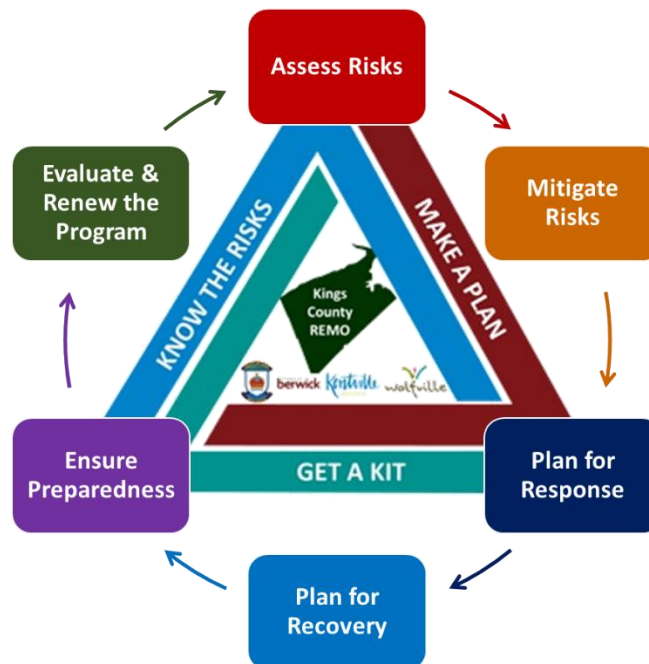 Assess Risks
Evaluate &
Renew the
Program
Mitigate
Risks
KNOW THE RISKS
MAKE A PLAN
Kings
County
REMO
berwick
Kentville
wolfville
Ensure
Preparedness
GET A KIT
Plan for
Response
Plan for
Recovery